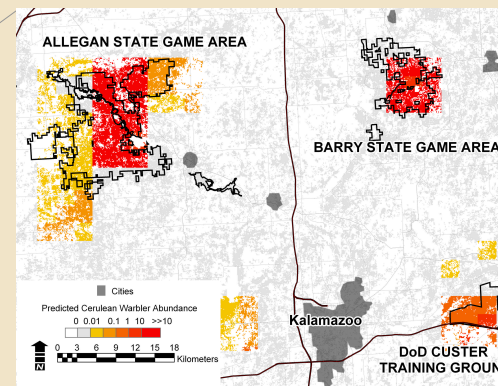 ALLEGAN STATE GAME AREA
BARRY STATE GAME AREA
Cities
Predicted Cerulean Warbler Abundance
0 0.01 0.1 1 10 >>10
0 3 6 9 12 15 18
Kilometers
N
Kalamazoo
DoD CUSTER
TRAINING GROUN